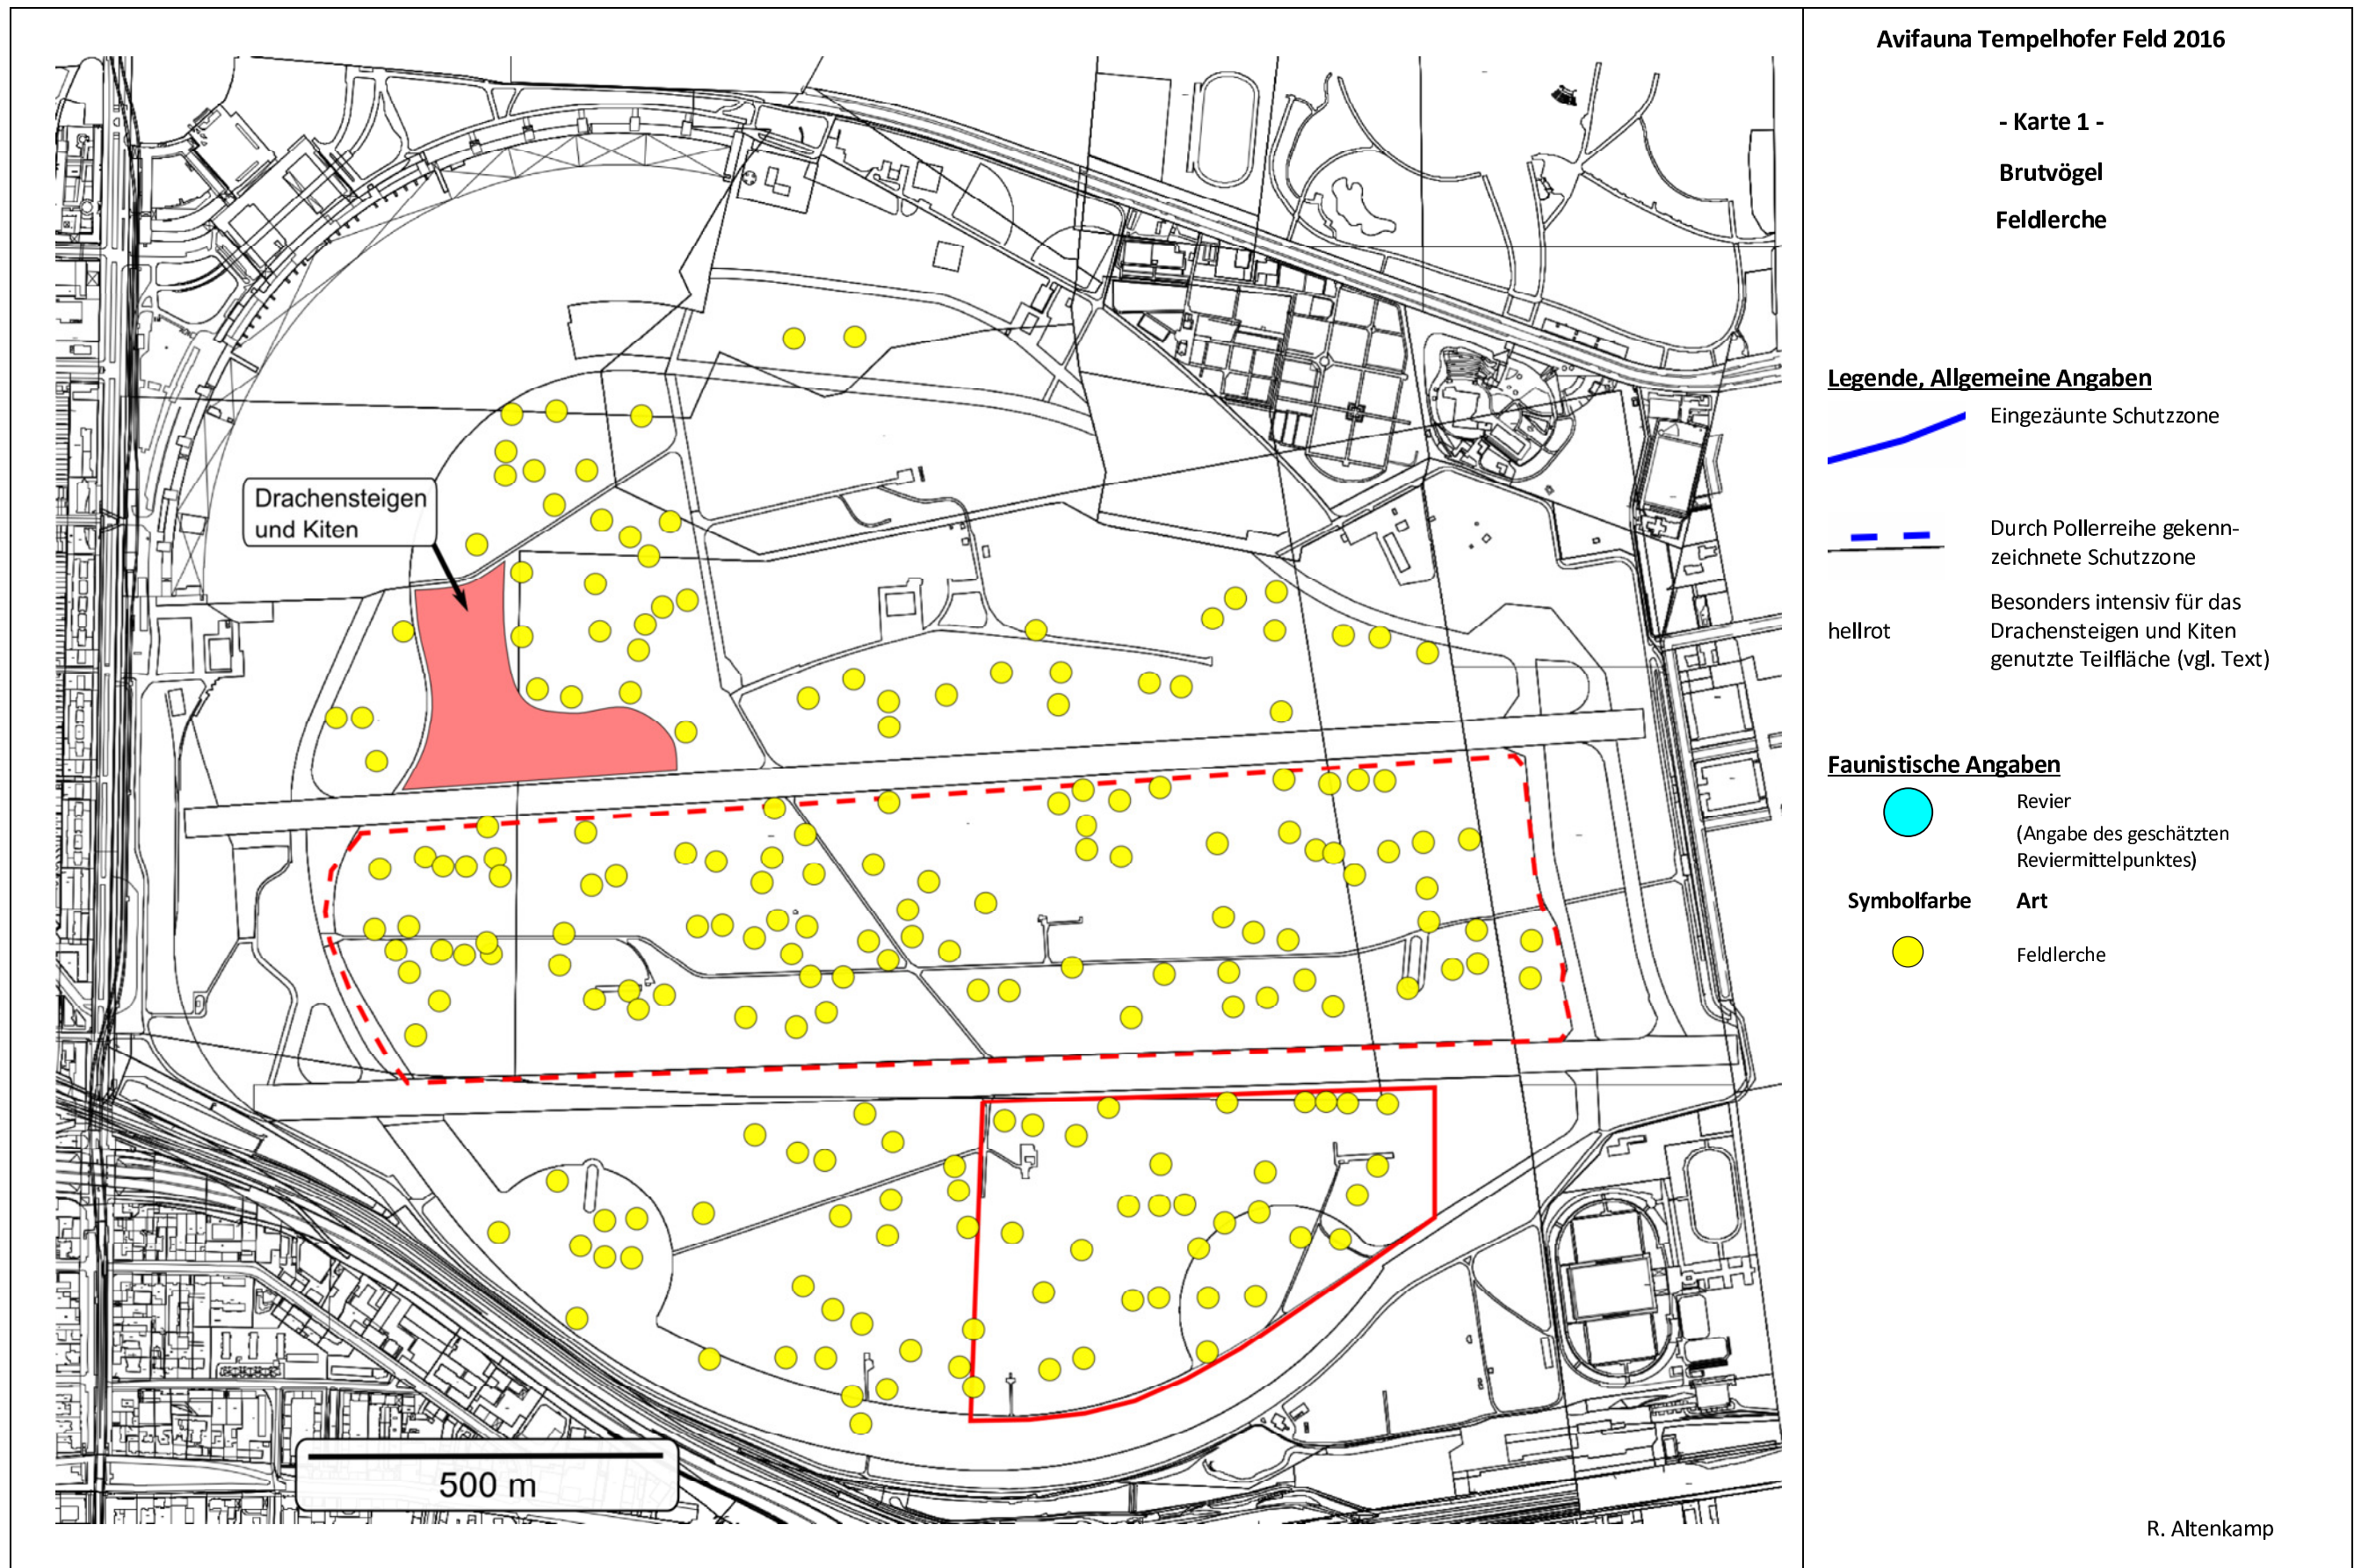 Avifauna Tempelhofer Feld 2016
- Karte 1 -
Brutvögel
Feldlerche
Drachensteigen
und Kiten
500 m
Legende, Allgemeine Angaben
Eingezäunte Schutzzone
Durch Pollerreihe gekenn-
zeichnete Schutzzone
hellrot
Besonders intensiv für das
Drachensteigen und Kiten
genutzte Teilfläche (vgl. Text)
Faunistische Angaben
Revier
(Angabe des geschätzten
Reviermittelpunktes)
Symbolfarbe Art
Feldlerche
R. Altenkamp